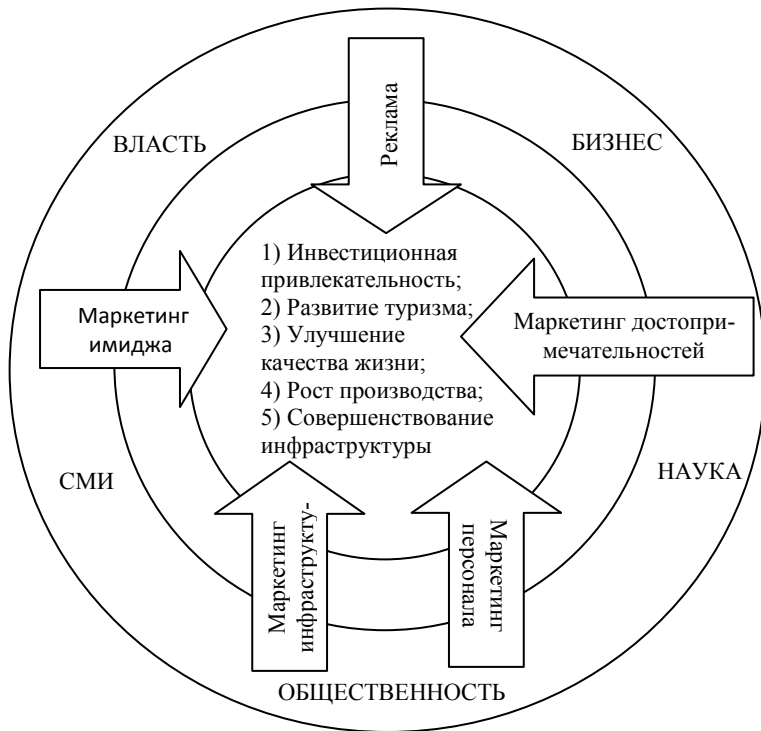 Реклама
ВЛАСТЬ
БИЗНЕС
1) Инвестиционная
привлекательность;
2) Развитие туризма;
3) Улучшение
качества жизни;
4) Рост производства;
5) Совершенствование
инфраструктуры
Маркетинг
имиджа
Маркетинг достопри-
мечательностей
СМИ
НАУКА
Маркетинг
инфраструкту-
Маркетинг
персонала
ОБЩЕСТВЕННОСТЬ